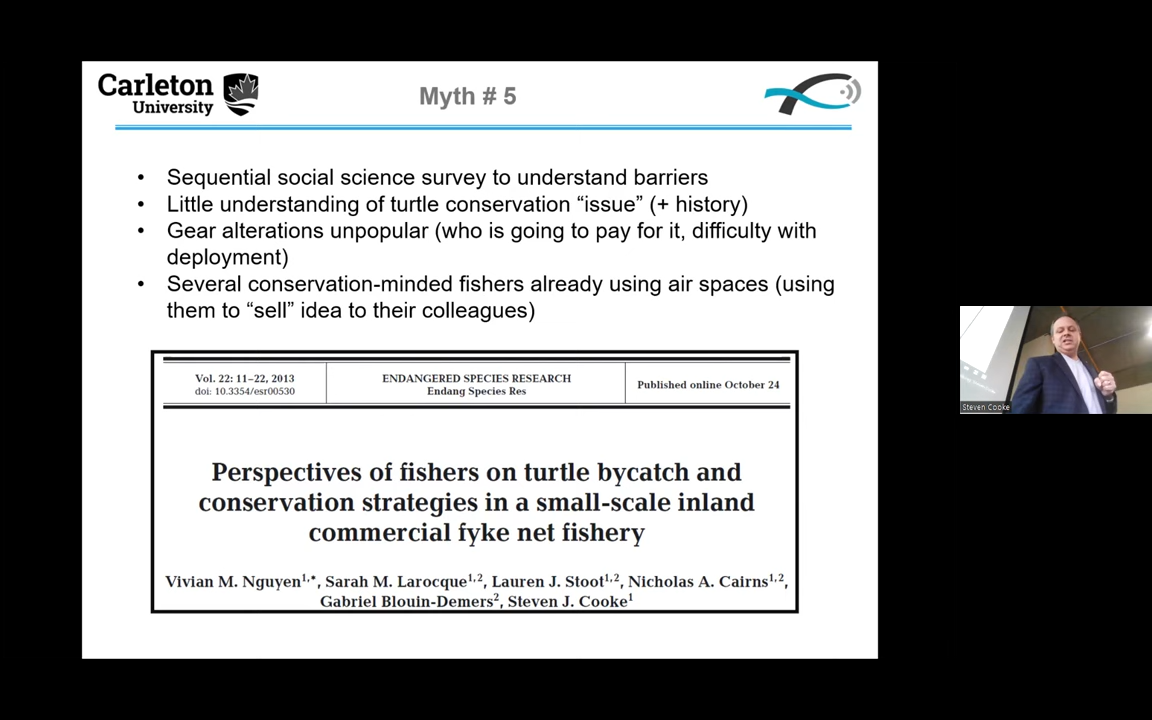 Carleton
University
Myth # 5
• Sequential social science survey to understand barriers
• Little understanding of turtle conservation “issue” (+ history)
• Gear alterations unpopular (who is going to pay for it, difficulty with
deployment)
• Several conservation-minded fishers already using air spaces (using
them to “sell” idea to their colleagues)
Vol. 22: 11–22, 2013
doi: 10.3354/esr00530
ENDANGERED SPECIES RESEARCH
Endang Species Res
Published online October 24
Perspectives of fishers on turtle bycatch and
conservation strategies in a small-scale inland
commercial fyke net fishery
Vivian M. Nguyen1,*, Sarah M. Larocque1,2, Lauren J. Stoot1,2, Nicholas A. Cairns1,2,
Gabriel Blouin-Demers2, Steven J. Cooke1
Steven Cooke